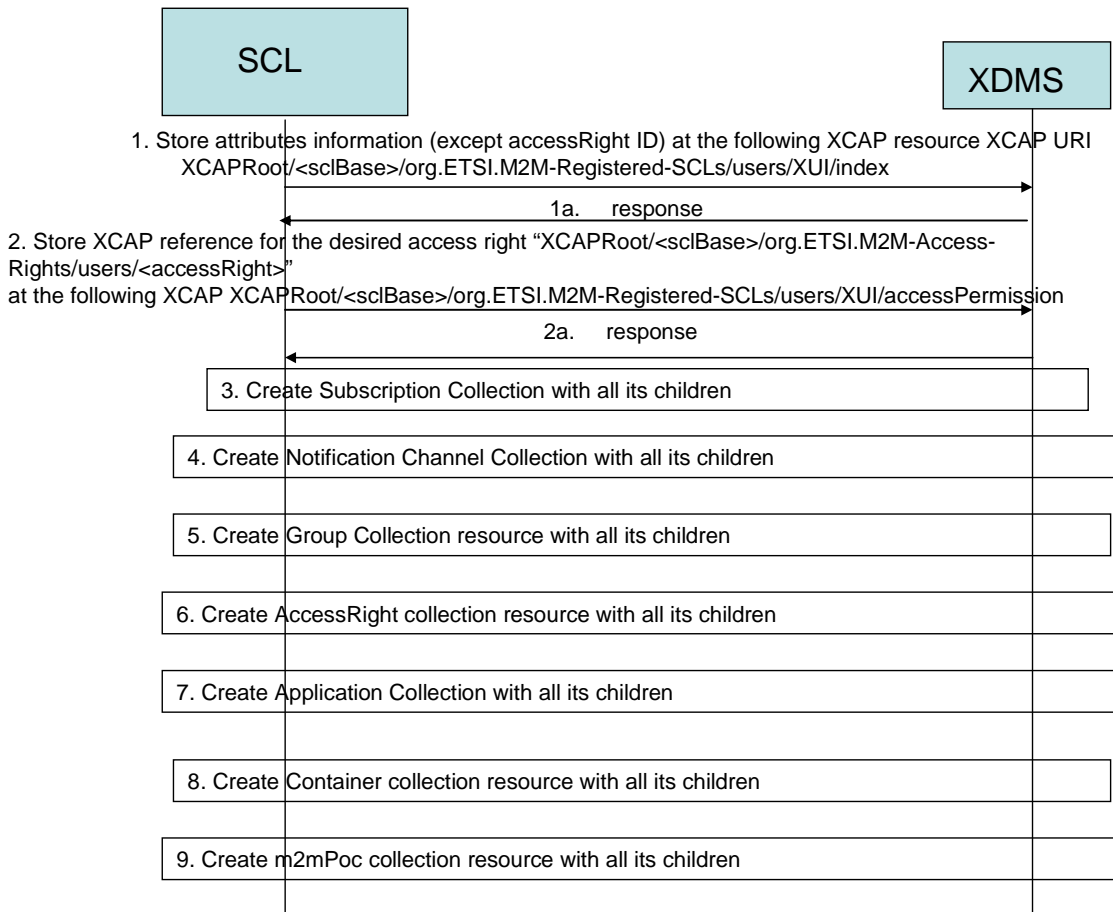 SCL
XDMS
1. Store attributes information (except accessRight ID) at the following XCAP resource XCAP URI
XCAPRoot/<sclBase>/org.ETSI.M2M-Registered-SCLs/users/XUI/index
1a. response
2. Store XCAP reference for the desired access right “XCAPRoot/<sclBase>/org.ETSI.M2M-Access-
Rights/users/<accessRight>”
at the following XCAP XCAPRoot/<sclBase>/org.ETSI.M2M-Registered-SCLs/users/XUI/accessPermission
2a. response
3. Create Subscription Collection with all its children
4. Create Notification Channel Collection with all its children
5. Create Group Collection resource with all its children
6. Create AccessRight collection resource with all its children
7. Create Application Collection with all its children
8. Create Container collection resource with all its children
9. Create m2mPoc collection resource with all its children